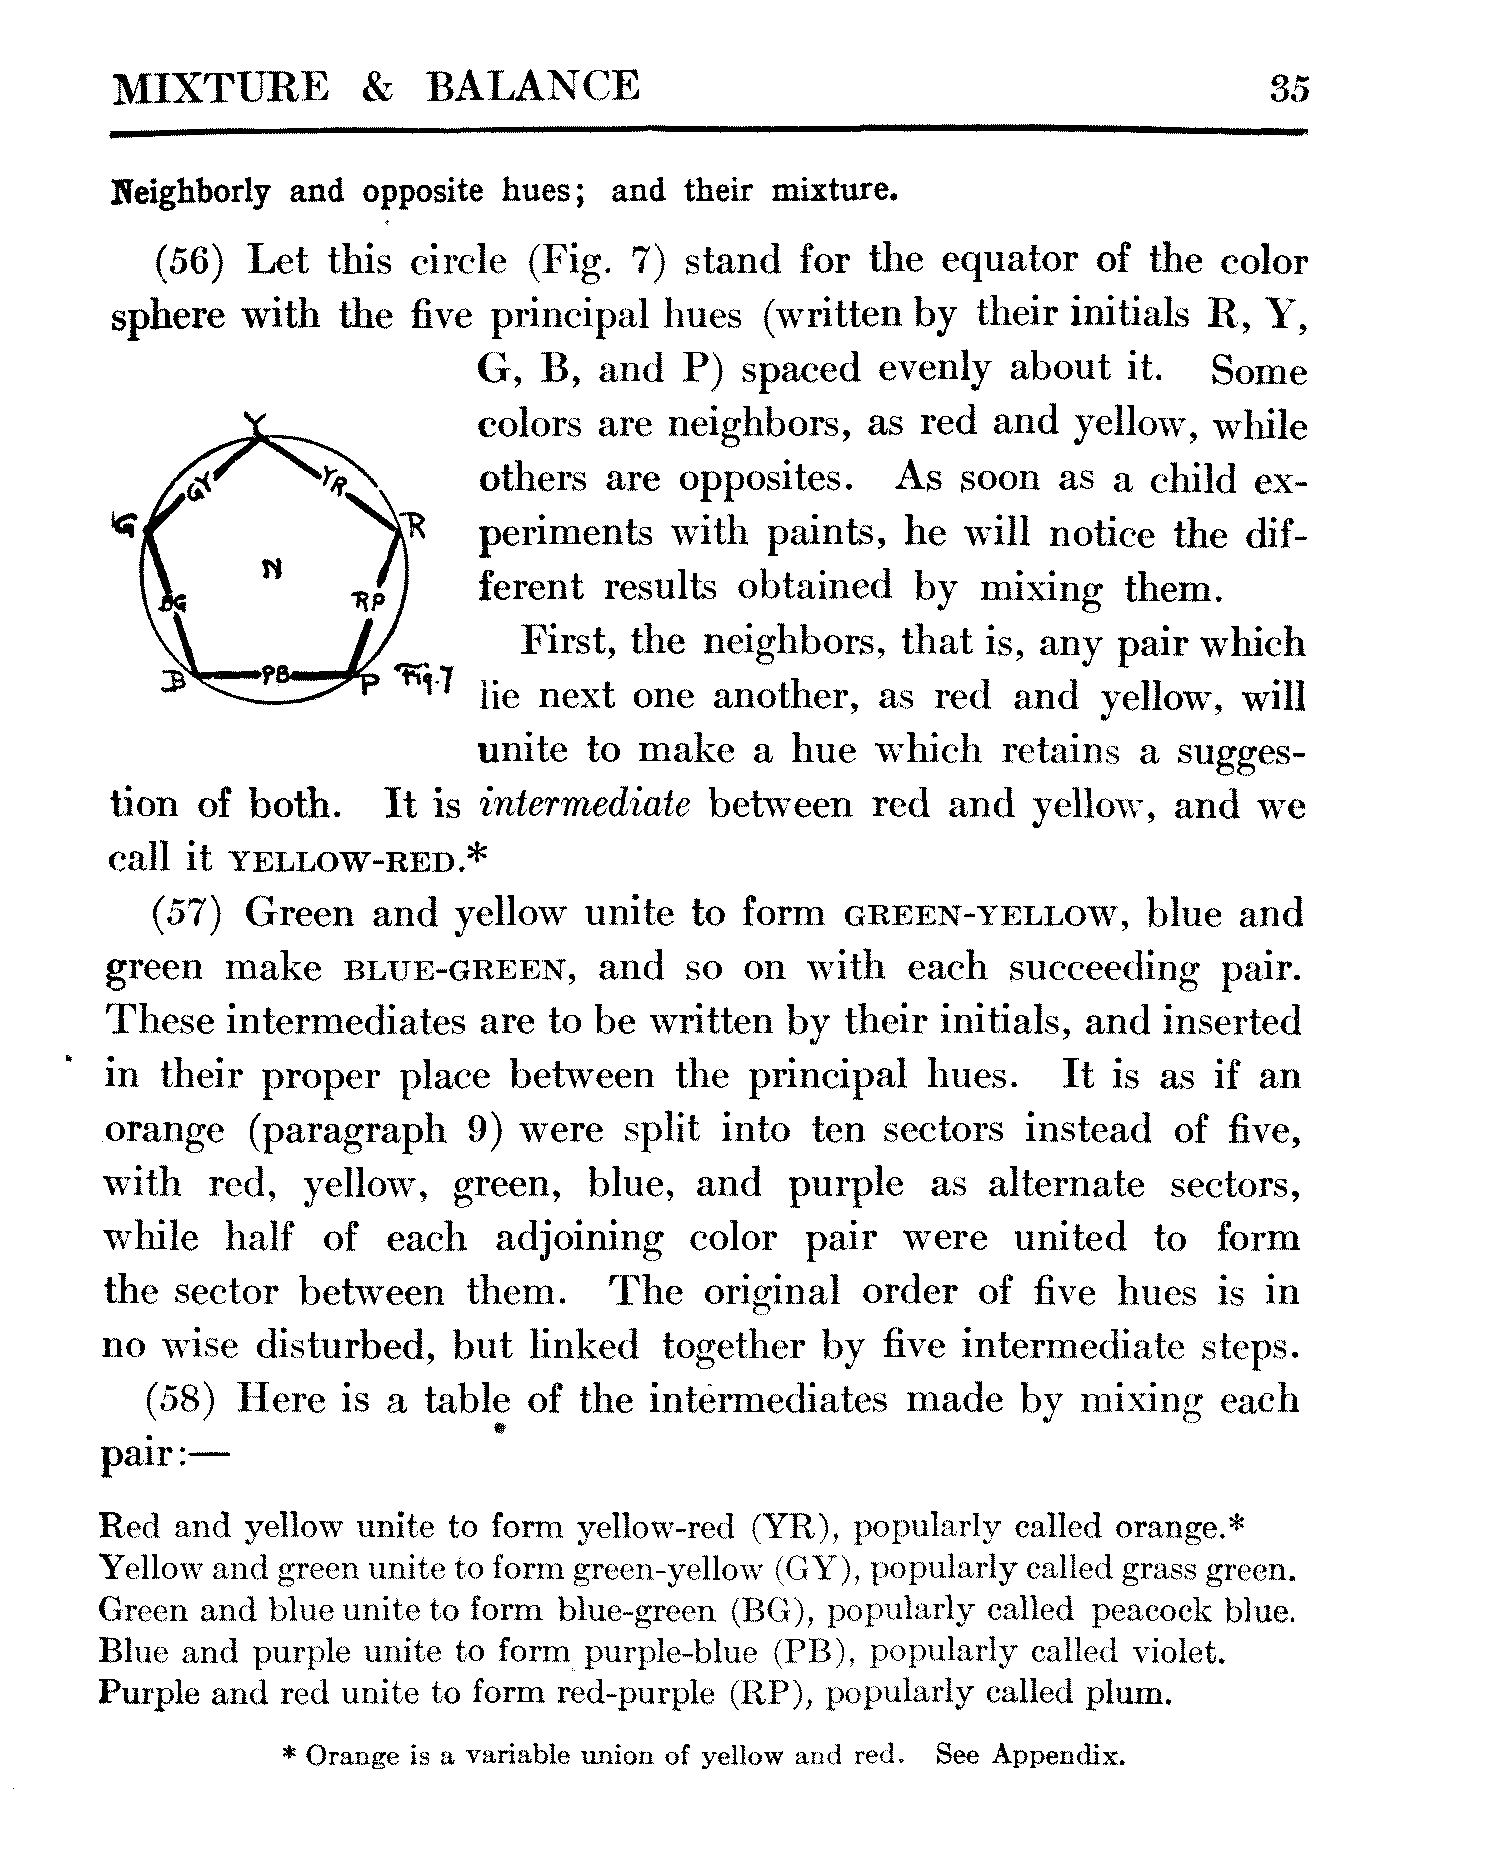 MIXTURE & BALANCE 35
Neighborly and opposite hues; and their mixture.
(56) Let this circle (Fig. 7) stand for the equator of the color
sphere with the five principal hues (written by their initials R, Y,
G, B, and P) spaced evenly about it. Some
colors are neighbors, as red and yellow, while
others are opposites. As soon as a child ex-
periments with paints, he will notice the dif-
ferent results obtained by mixing them.
First, the neighbors, that is, any pair which
lie next one another, as red and yellow, will
unite to make a hue which retains a sugges-
tion of both. It is intermediate between red and yellow, and we
call it YELLOW-RED.*
Y
GY YR
G R
N
BG RP
B PB P Fig. 7
(57) Green and yellow unite to form GREEN-YELLOW, blue and
green make BLUE-GREEN, and so on with each succeeding pair.
These intermediates are to be written by their initials, and inserted
in their proper place between the principal hues. It is as if an
orange (paragraph 9) were split into ten sectors instead of five,
with red, yellow, green, blue, and purple as alternate sectors,
while half of each adjoining color pair were united to form
the sector between them. The original order of five hues is in
no wise disturbed, but linked together by five intermediate steps.
(58) Here is a table of the intermediates made by mixing each
pair:—
Red and yellow unite to form yellow-red (YR), popularly called orange.*
Yellow and green unite to form green-yellow (GY), popularly called grass green.
Green and blue unite to form blue-green (BG), popularly called peacock blue.
Blue and purple unite to form purple-blue (PB), popularly called violet.
Purple and red unite to form red-purple (RP), popularly called plum.
* Orange is a variable union of yellow and red. See Appendix.